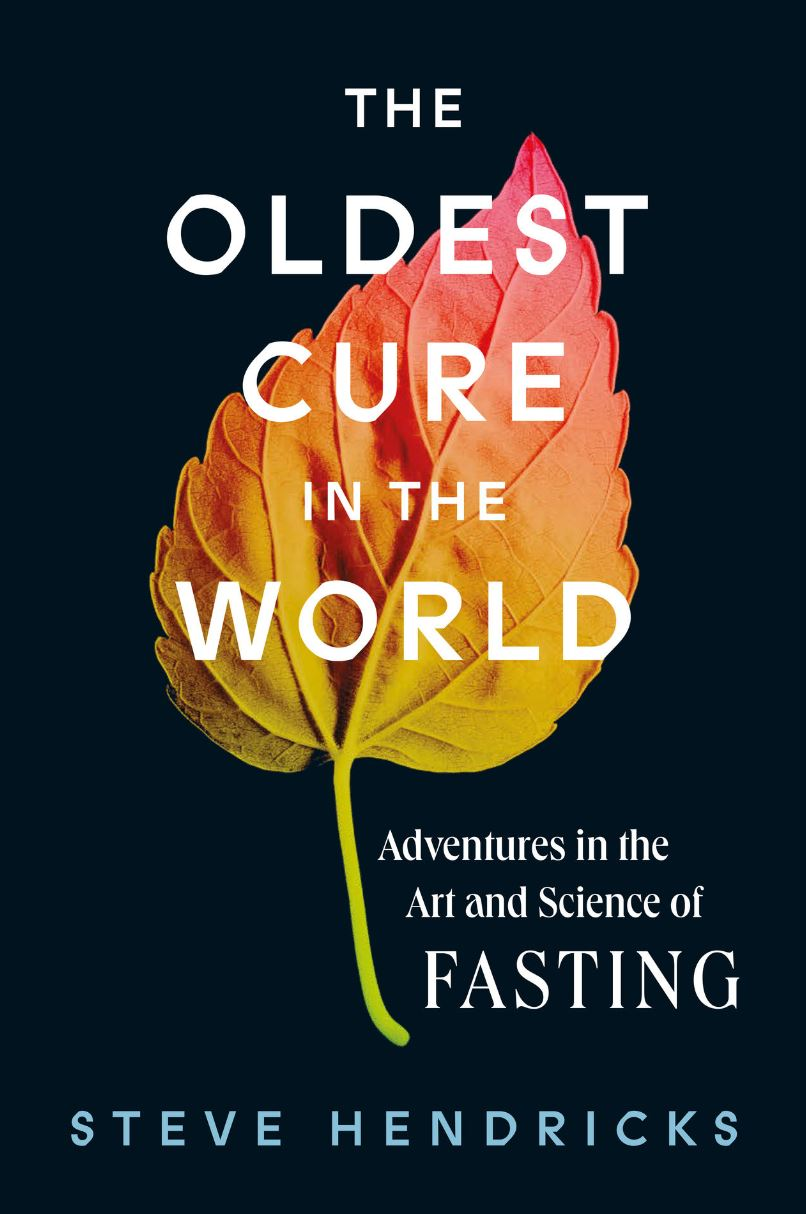 THE
OLDEST
CURE
IN THE
WORLD
Adventures in the
Art and Science of
FASTING
STEVE HENDRICKS